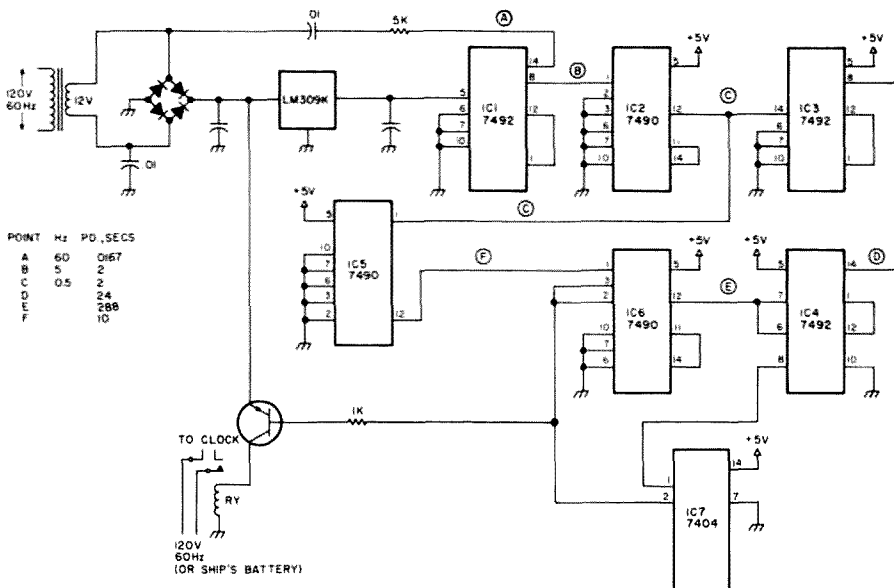 120V
60Hz
12V
.01
.01
5K
A
LM309K
5
6
7
10
IC1
7492
14
8
12
1
B
1
2
3
6
7
10
IC2
7490
+5V
5
12
11
14
C
14
6
7
10
IC3
7492
+5V
5
8
12
1
+5V
5
10
7
6
3
2
IC5
7490
1
12
C
F
POINT Hz PD.,SECS
A 60 .0167
B 5 2
C 0.5 2
D 24
E 288
F 10
1
3
2
10
7
6
IC6
7490
+5V
5
12
11
14
E
+5V
5
7
6
8
IC4
7492
14
1
12
10
D
1K
TO CLOCK
RY
120V
60Hz
(OR SHIP'S BATTERY)
1
2
IC7
7404
+5V
14
7